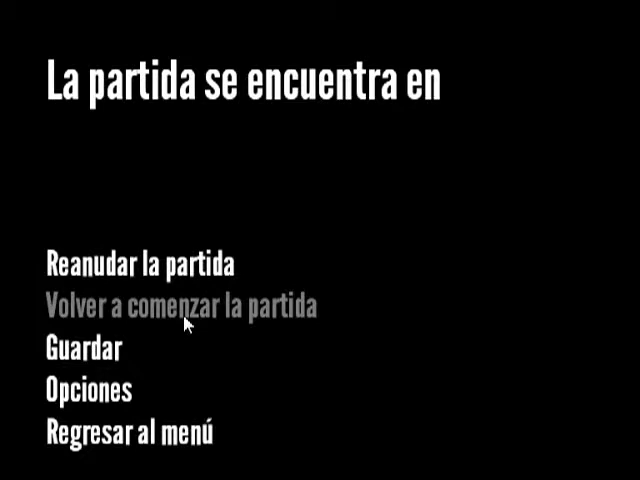 La partida se encuentra en
Reanudar la partida
Volver a comenzar la partida
Guardar
Opciones
Regresar al menú